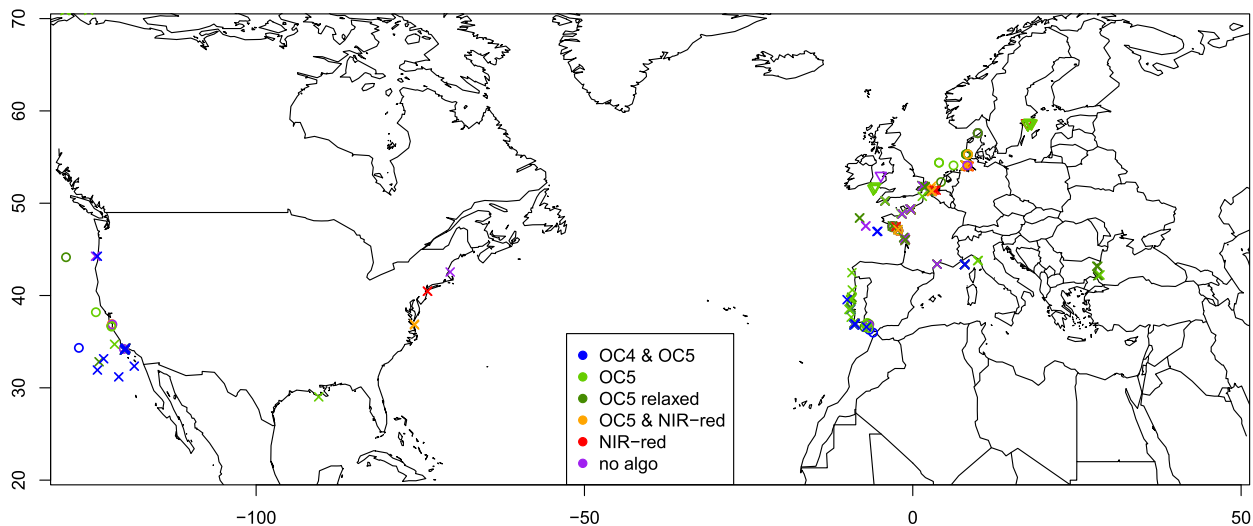 70
60
50
40
30
20
OC4 & OC5
OC5
OC5 relaxed
OC5 & NIR−red
NIR−red
no algo
−100 −50 0 50